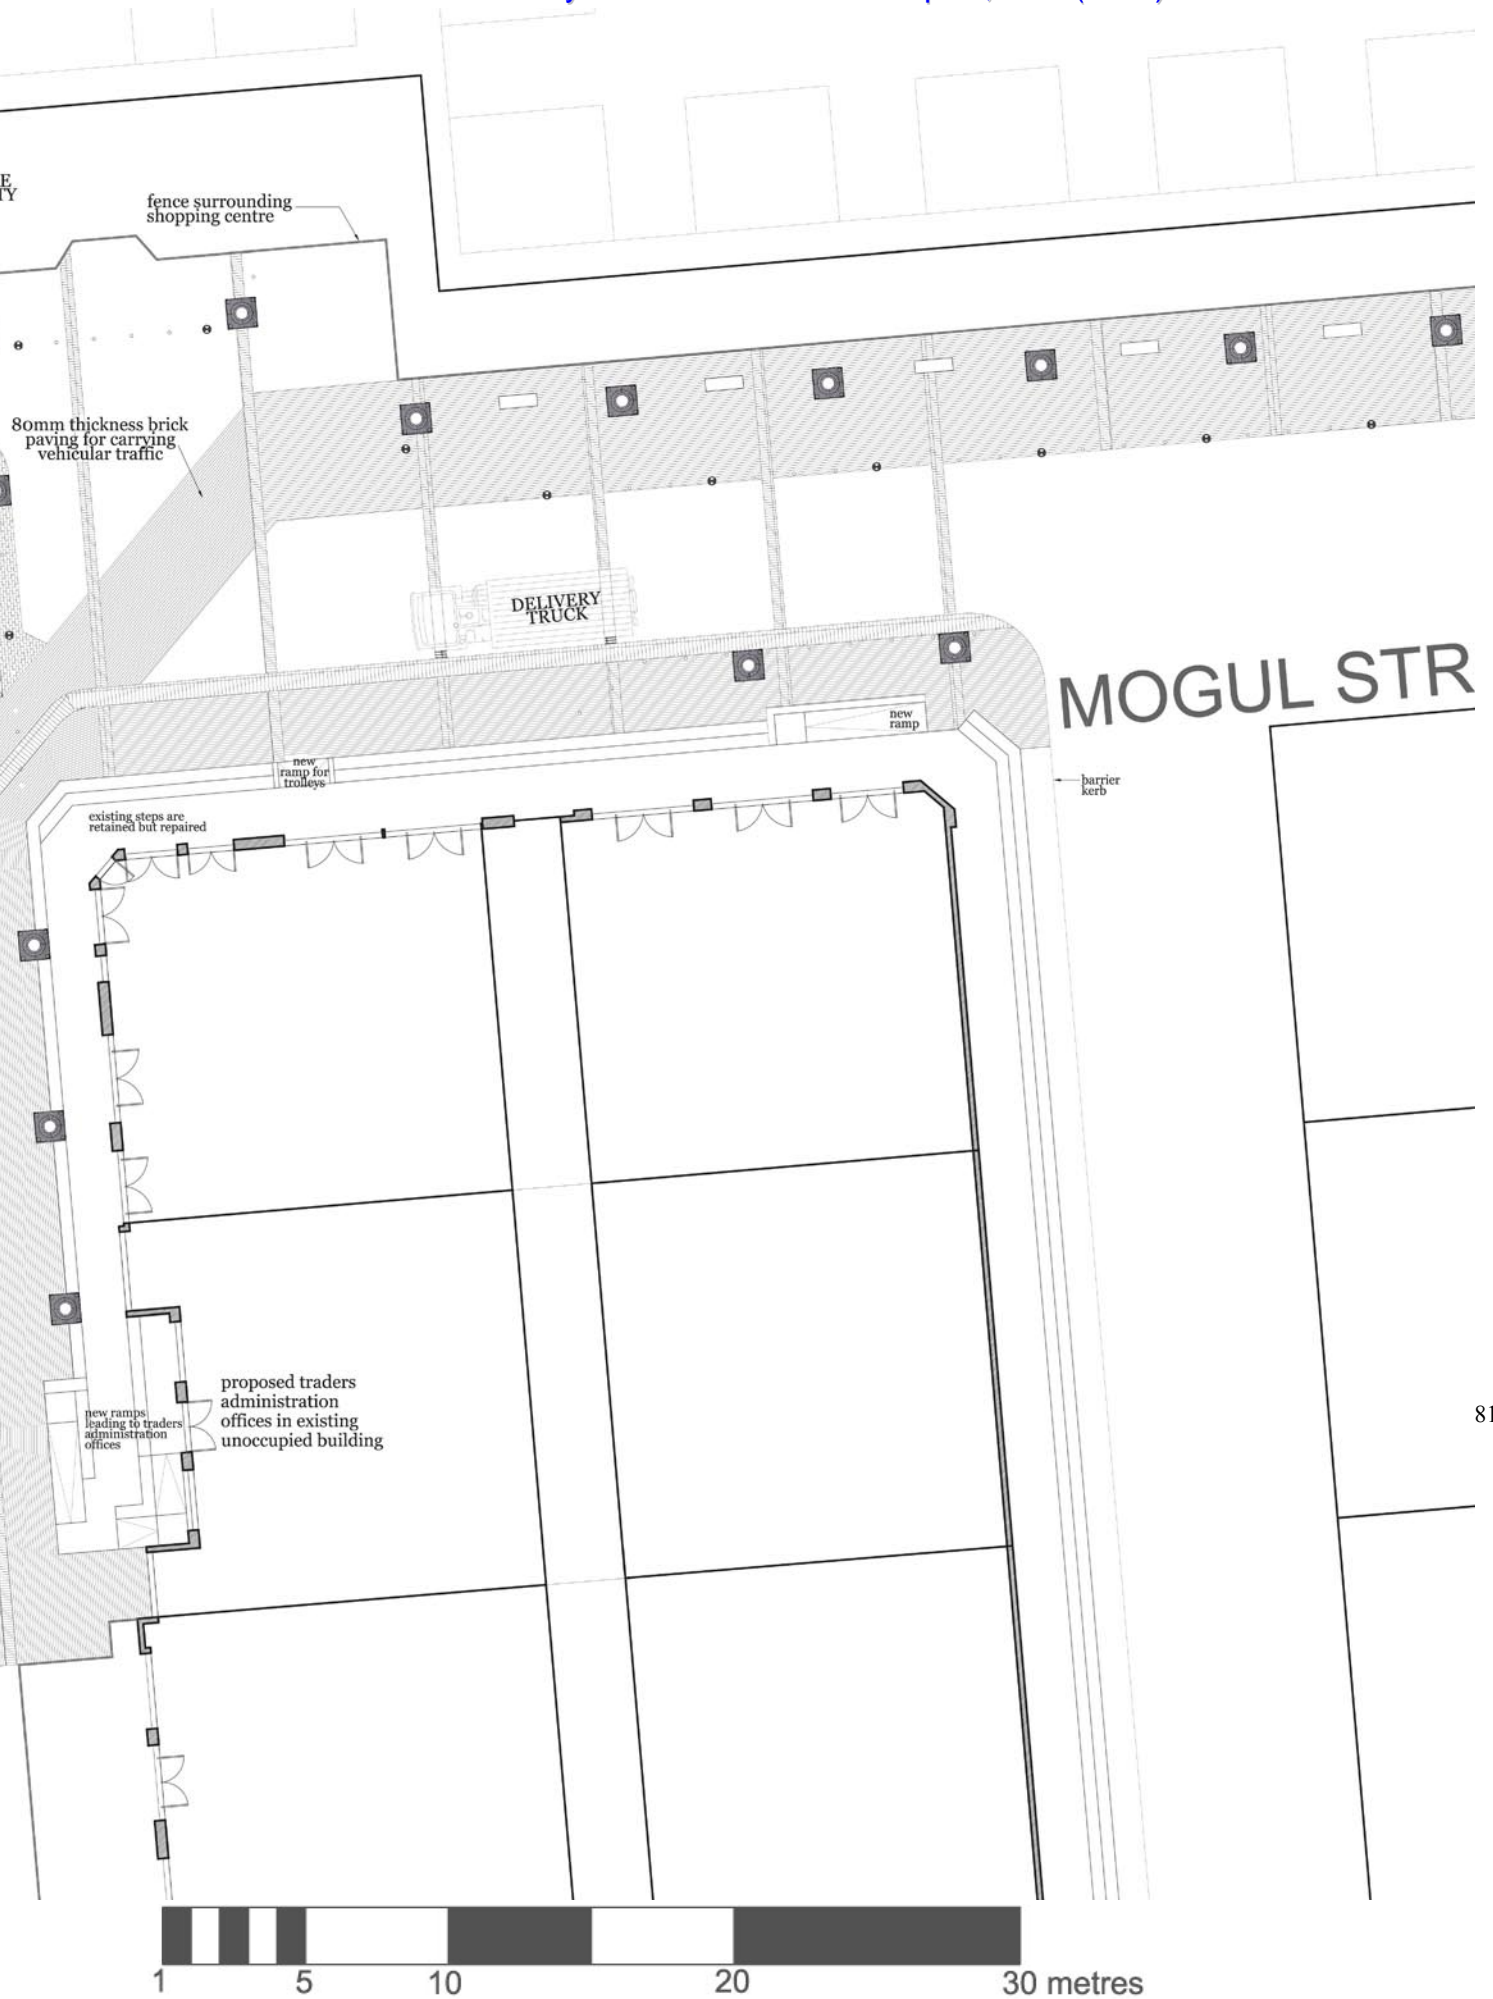 E
TY
fence surrounding
shopping centre
80mm thickness brick
paving for carrying
vehicular traffic
DELIVERY
TRUCK
MOGUL STR
new
ramp
new
ramp for
trolleys
barrier
kerb
existing steps are
retained but repaired
proposed traders
administration
offices in existing
unoccupied building
new ramps
leading to traders
administration
offices
81
1 5 10 20 30 metres